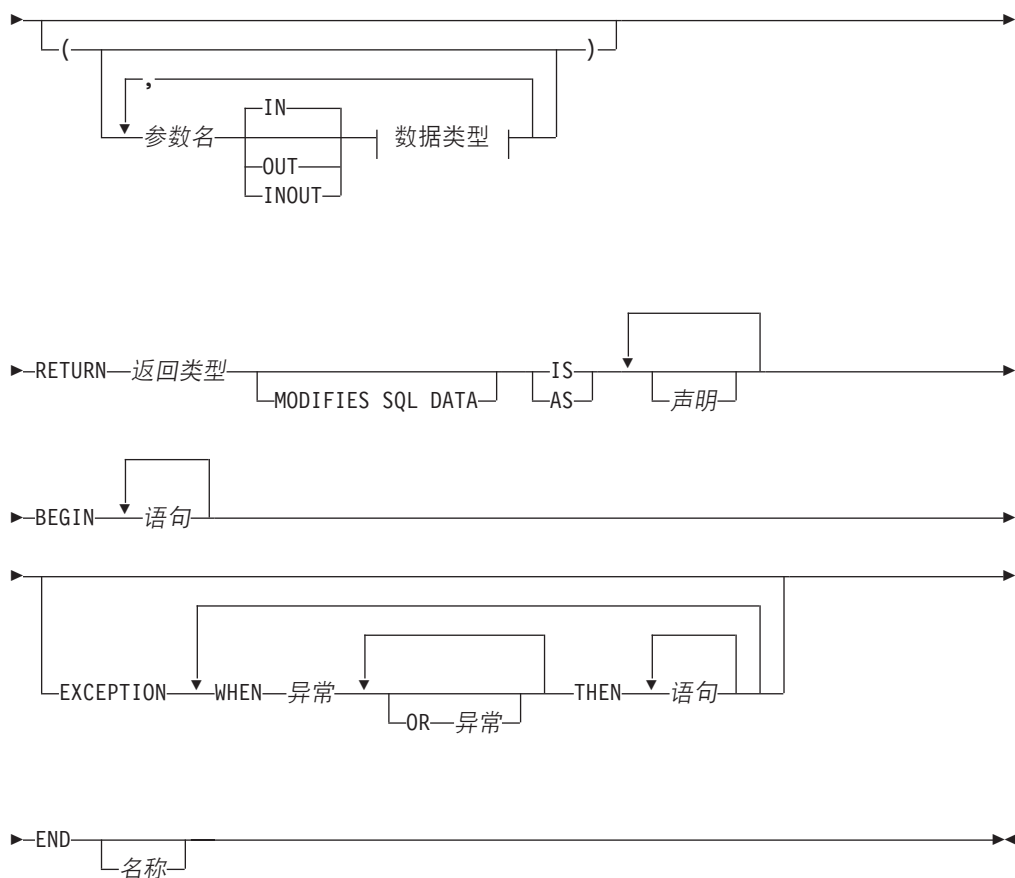 ( )
,
IN
参数名 数据类型
OUT
INOUT
RETURN 返回类型 IS
MODIFIES SQL DATA AS 声明
BEGIN 语句
EXCEPTION WHEN 异常 THEN 语句
OR 异常
END
名称